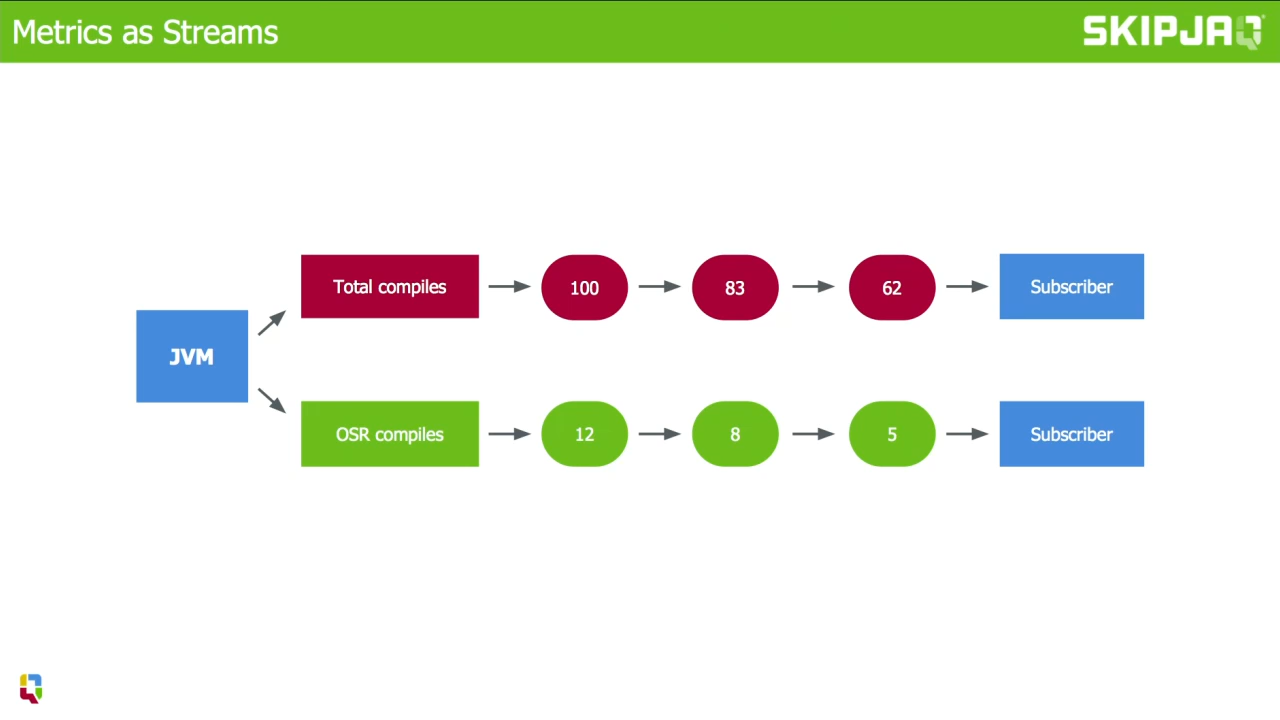 Metrics as Streams
SKIPJAQ
Total compiles
100
83
62
Subscriber
JVM
OSR compiles
12
8
5
Subscriber